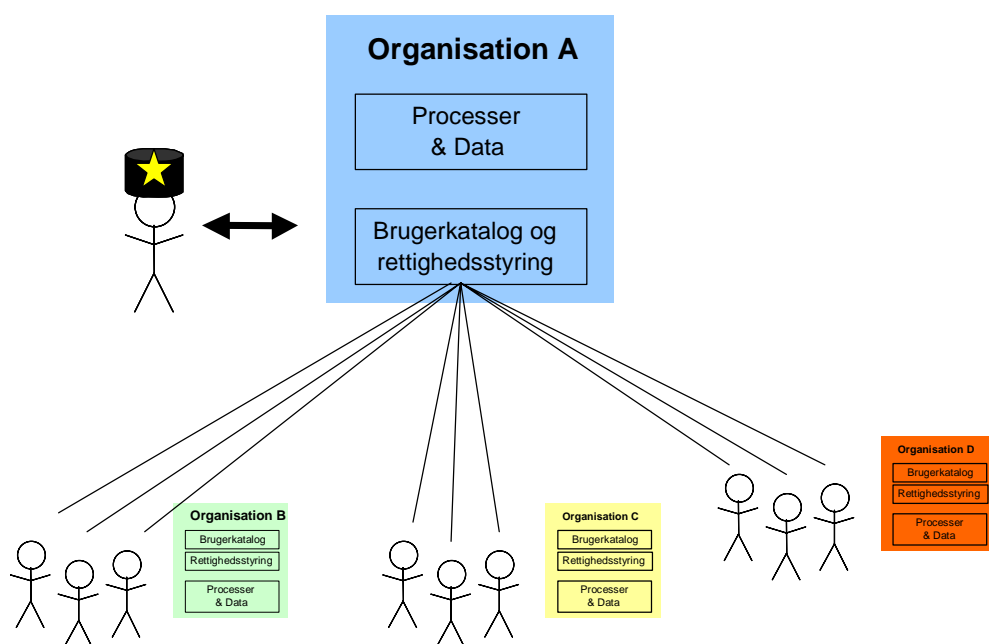 Organisation A
Processer
& Data
Brugerkatalog og
rettighedsstyring
Organisation B
Brugerkatalog
Rettighedsstyring
Processer
& Data
Organisation C
Brugerkatalog
Rettighedsstyring
Processer
& Data
Organisation D
Brugerkatalog
Rettighedsstyring
Processer
& Data